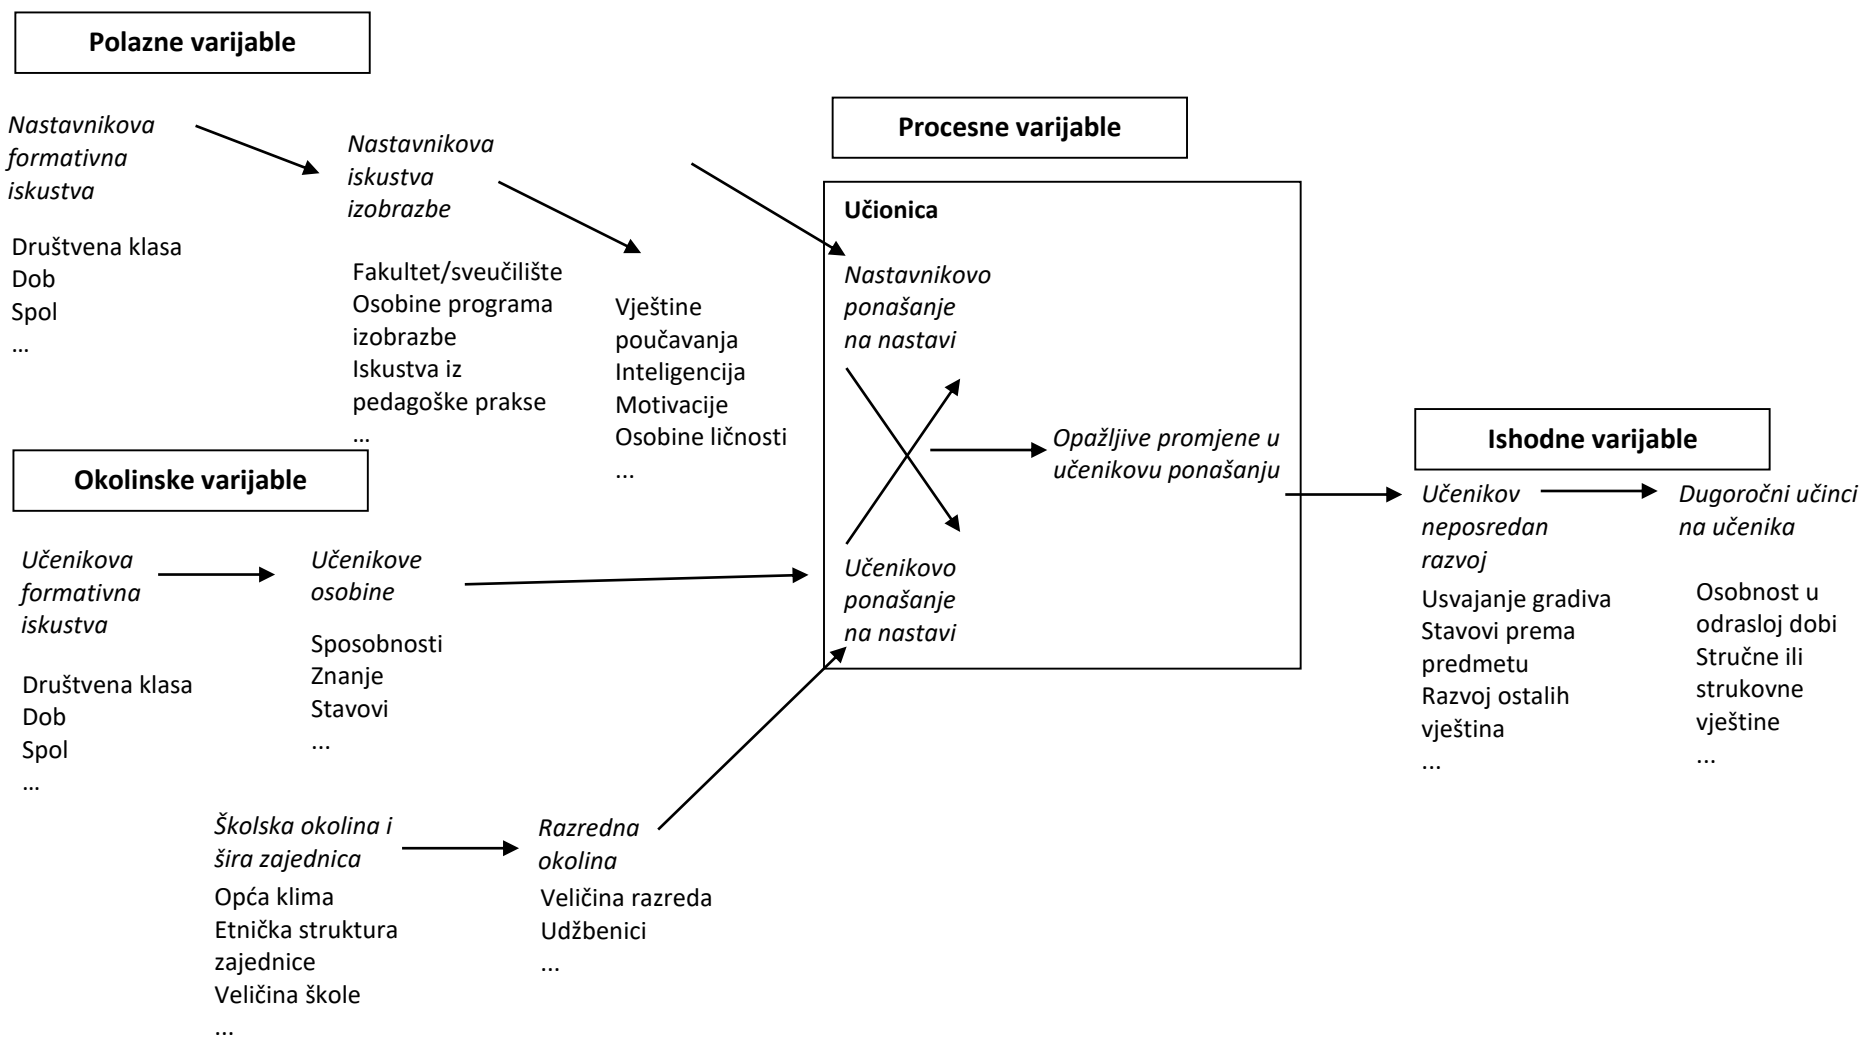 Polazne varijable
Nastavnikova
formativna
iskustva
Društvena klasa
Dob
Spol
...
Nastavnikova
iskustva
izobrazbe
Fakultet/sveučilište
Osobine programa
izobrazbe
Iskustva iz
pedagoške prakse
...
Vještine
poučavanja
Inteligencija
Motivacije
Osobine ličnosti
...
Okolinske varijable
Učenikova
formativna
iskustva
Društvena klasa
Dob
Spol
...
Učenikove
osobine
Sposobnosti
Znanje
Stavovi
...
Školska okolina i
šira zajednica
Opća klima
Etnička struktura
zajednice
Veličina škole
...
Razredna
okolina
Veličina razreda
Udžbenici
...
Procesne varijable
Učionica
Nastavnikovo
ponašanje
na nastavi
Opažljive promjene u
učenikovu ponašanju
Učenikovo
ponašanje
na nastavi
Ishodne varijable
Učenikov
neposredan
razvoj
Usvajanje gradiva
Stavovi prema
predmetu
Razvoj ostalih
vještina
...
Dugoročni učinci
na učenika
Osobnost u
odrasloj dobi
Stručne ili
strukovne
vještine
...